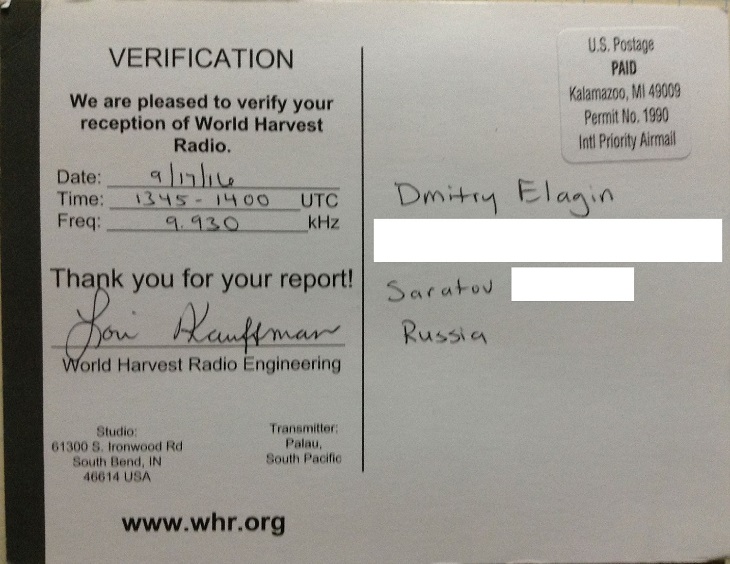 VERIFICATION
We are pleased to verify your
reception of World Harvest
Radio.
Date: 9/17/16
Time: 1345 - 1400 UTC
Freq: 9.930 kHz
Thank you for your report!
Lori Kauffman
World Harvest Radio Engineering
Studio:
61300 S. Ironwood Rd
South Bend, IN
46614 USA
Transmitter:
Palau,
South Pacific
www.whr.org
U.S. Postage
PAID
Kalamazoo, MI 49009
Permit No. 1990
Intl Priority Airmail
Dmitry Elagin
Saratov
Russia